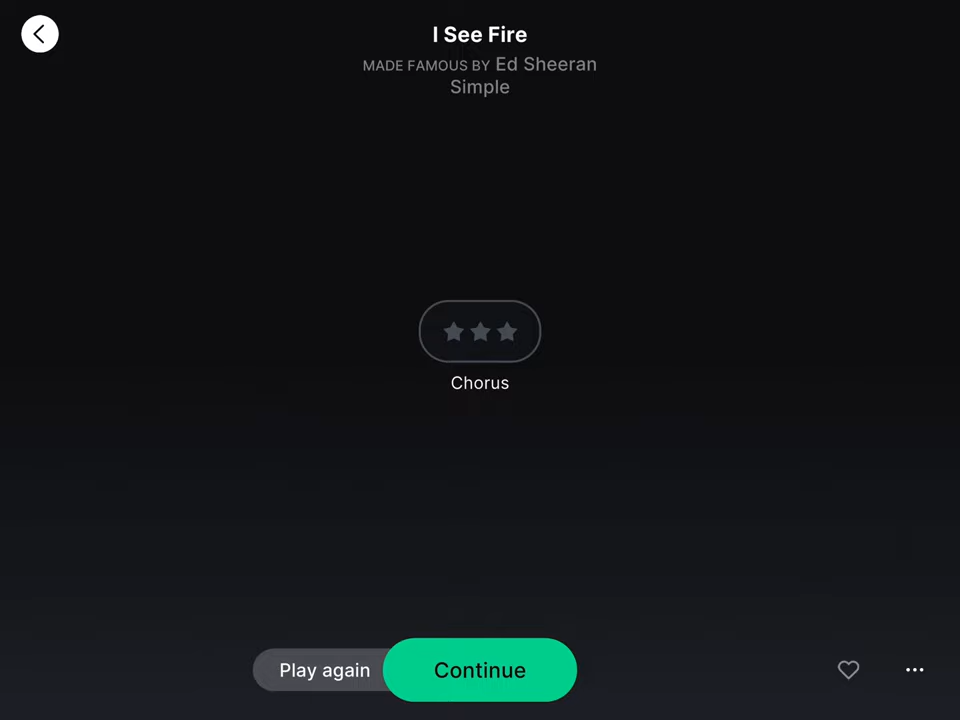 I See Fire
MADE FAMOUS BY Ed Sheeran
Simple
Chorus
Play again
Continue